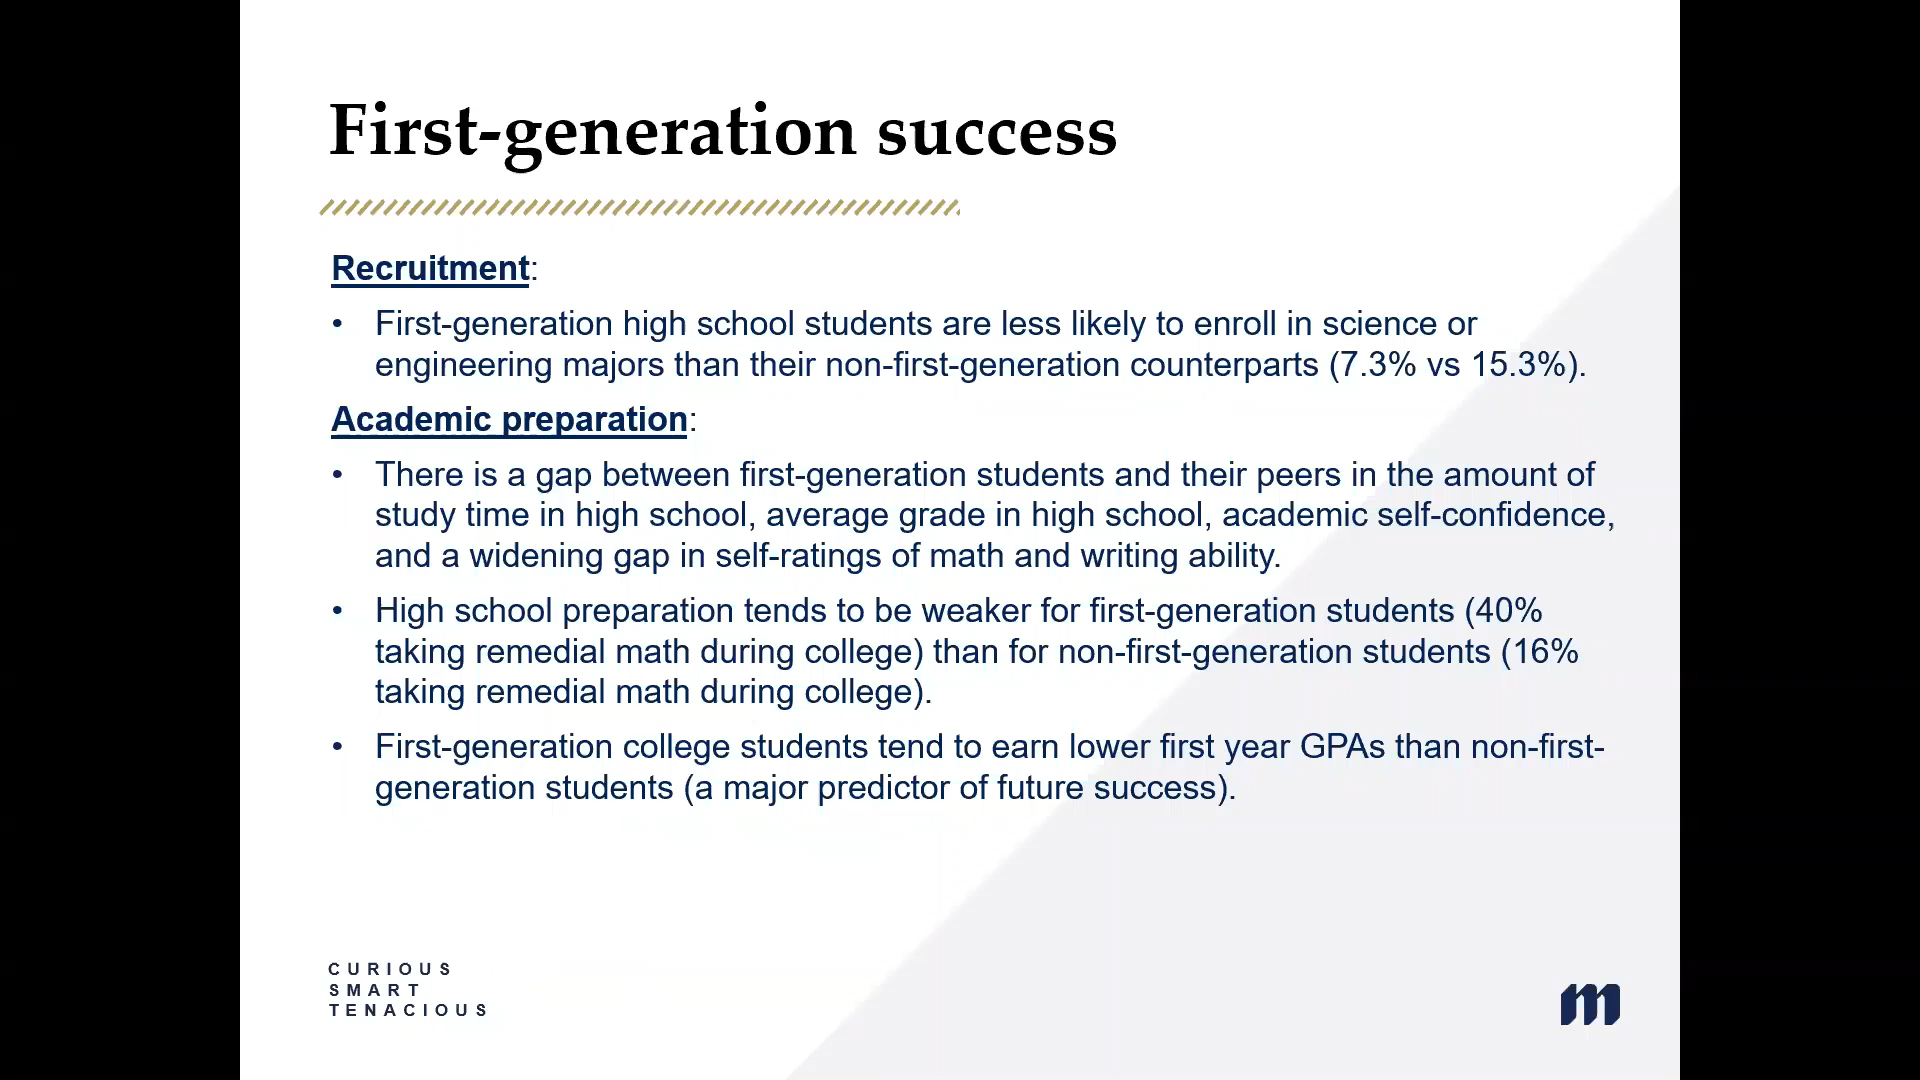 First-generation success
Recruitment:
• First-generation high school students are less likely to enroll in science or
engineering majors than their non-first-generation counterparts (7.3% vs 15.3%).
Academic preparation:
• There is a gap between first-generation students and their peers in the amount of
study time in high school, average grade in high school, academic self-confidence,
and a widening gap in self-ratings of math and writing ability.
• High school preparation tends to be weaker for first-generation students (40%
taking remedial math during college) than for non-first-generation students (16%
taking remedial math during college).
• First-generation college students tend to earn lower first year GPAs than non-first-
generation students (a major predictor of future success).
CURIOUS
SMART
TENACIOUS
m